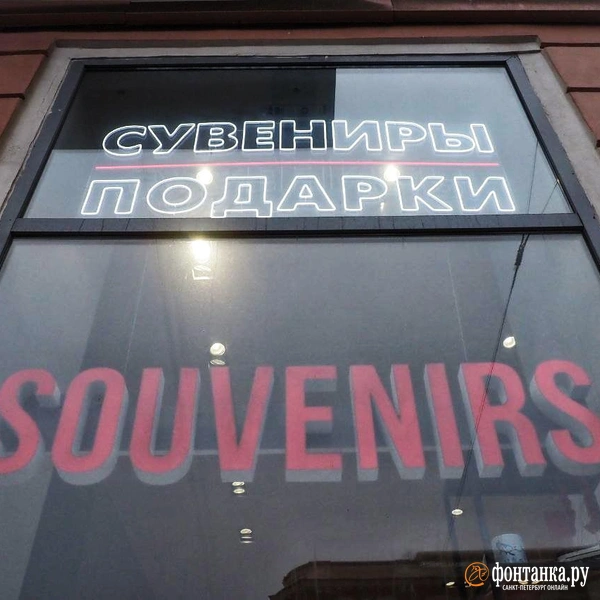 СУВЕНИРЫ
ПОДАРКИ
SOUVENIRS
фонтанка.ру
САНКТ-ПЕТЕРБУРГ ОНЛАЙН